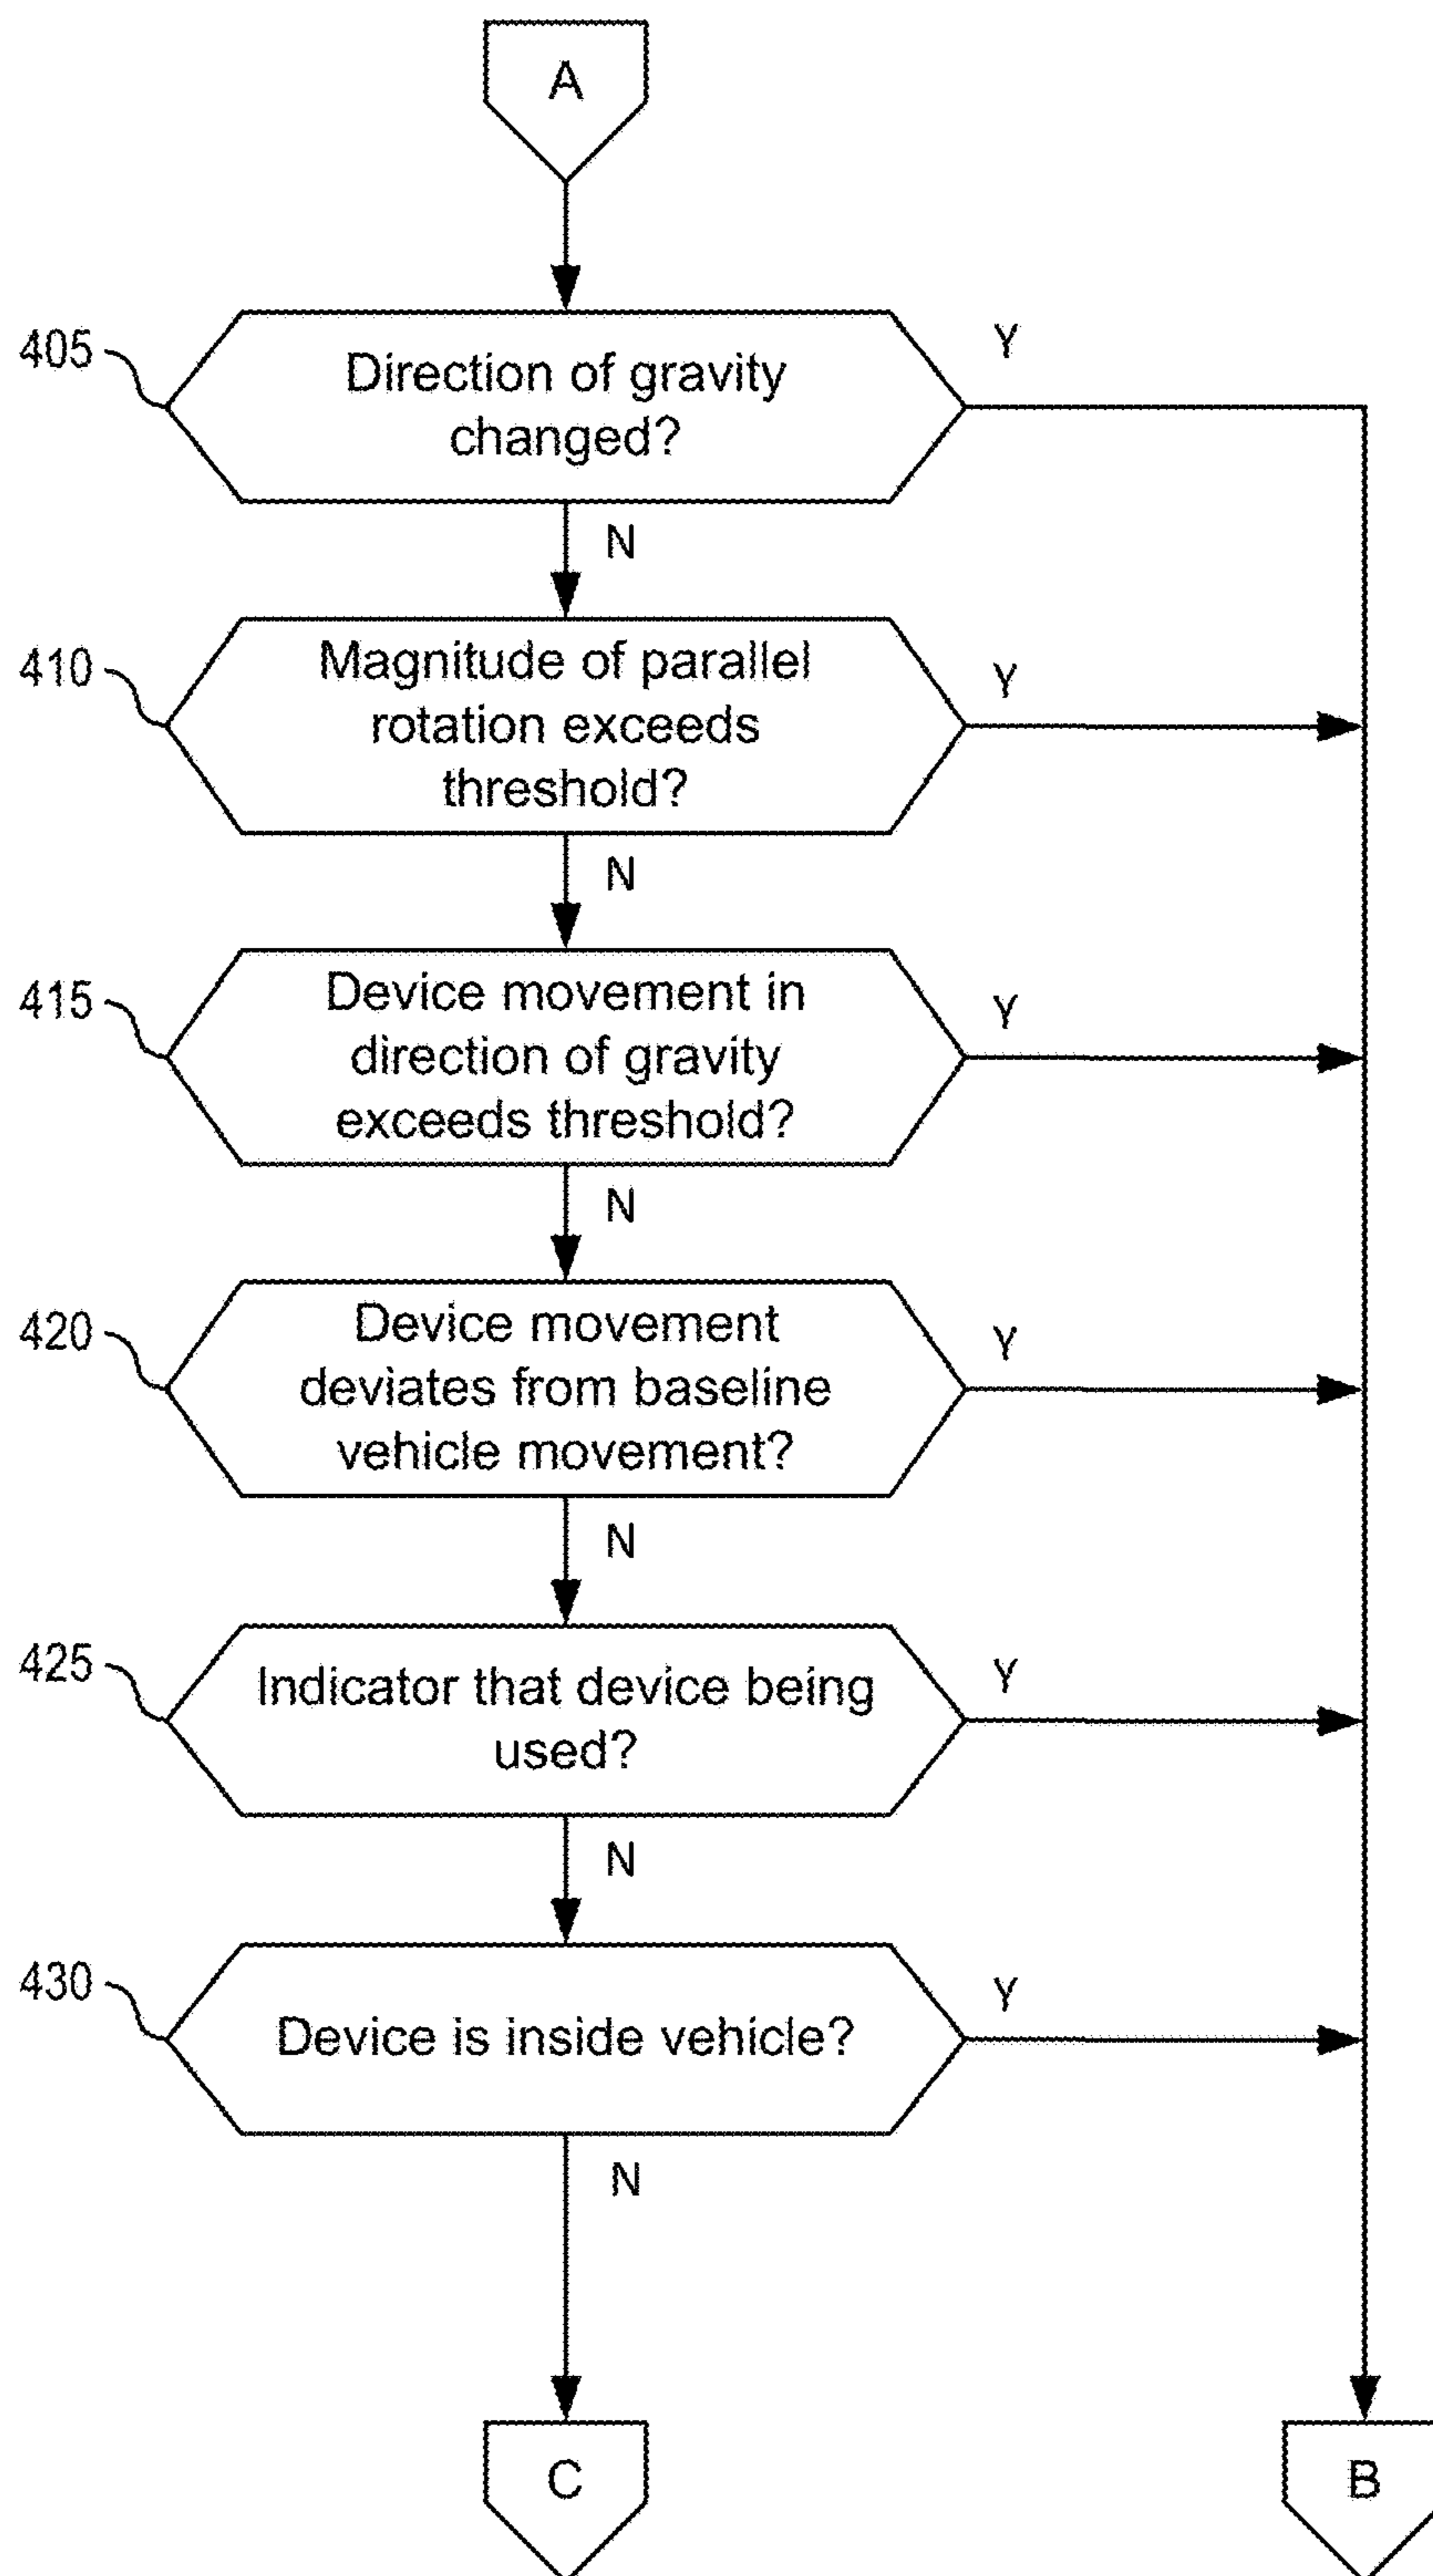 A
405
Direction of gravity
changed?
Y
N
410
Magnitude of parallel
rotation exceeds
threshold?
Y
N
415
Device movement in
direction of gravity
exceeds threshold?
Y
N
420
Device movement
deviates from baseline
vehicle movement?
Y
N
425
Indicator that device being
used?
Y
N
430
Device is inside vehicle?
Y
N
C
B